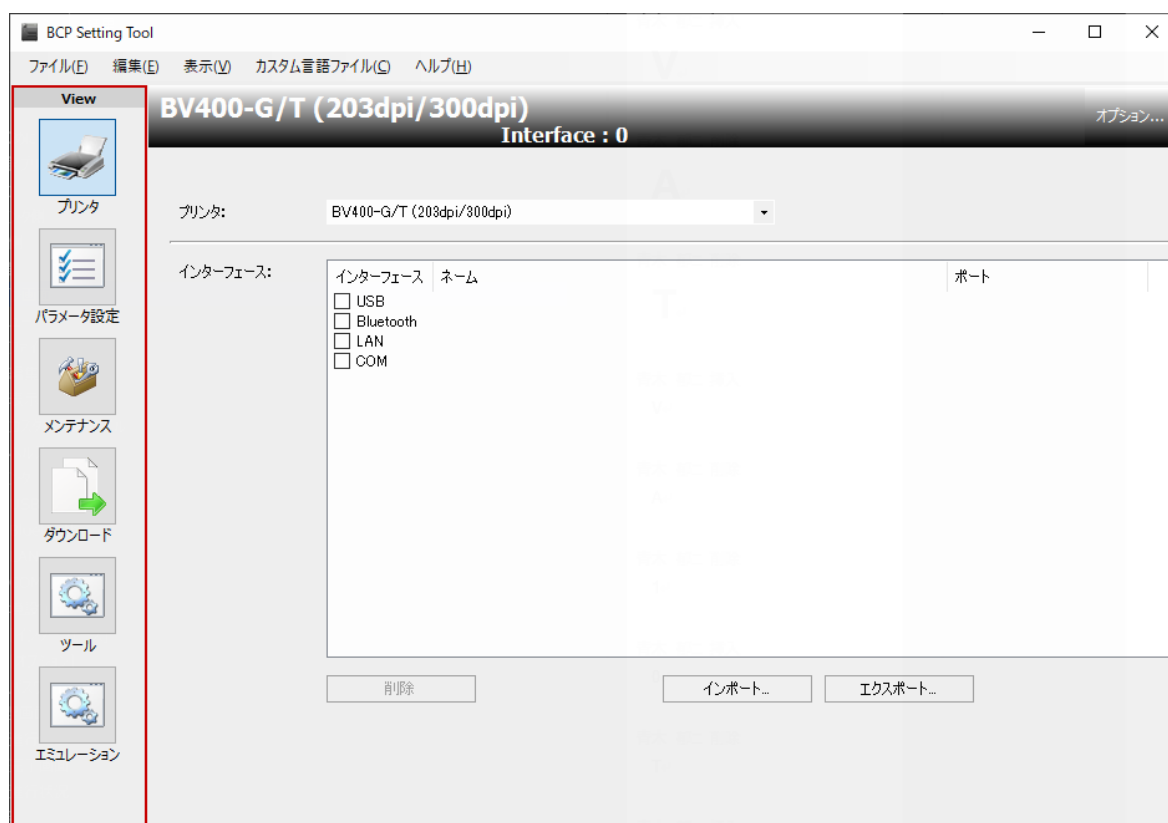 BCP Setting Tool
ファイル(F) 編集(E) 表示(V) カスタム言語ファイル(C) ヘルプ(H)
View
BV400-G/T (203dpi/300dpi)
Interface : 0
オプション...
プリンタ
パラメータ設定
メンテナンス
ダウンロード
ツール
エミュレーション
プリンタ: BV400-G/T (203dpi/300dpi)
インターフェース:
インターフェース ネーム ポート
USB
Bluetooth
LAN
COM
削除 インポート... エクスポート...